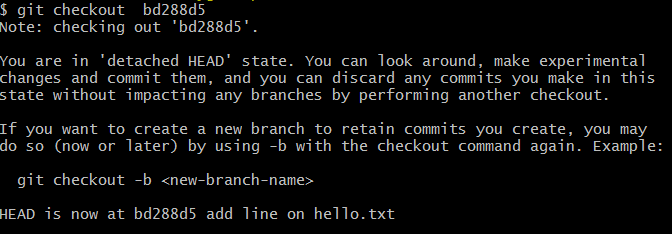 $ git checkout  bd288d5
Note: checking out 'bd288d5'.
You are in 'detached HEAD' state. You can look around, make experimental
changes and commit them, and you can discard any commits you make in this
state without impacting any branches by performing another checkout.
If you want to create a new branch to retain commits you create, you may
do so (now or later) by using -b with the checkout command again. Example:
  git checkout -b <new-branch-name>
HEAD is now at bd288d5 add line on hello.txt